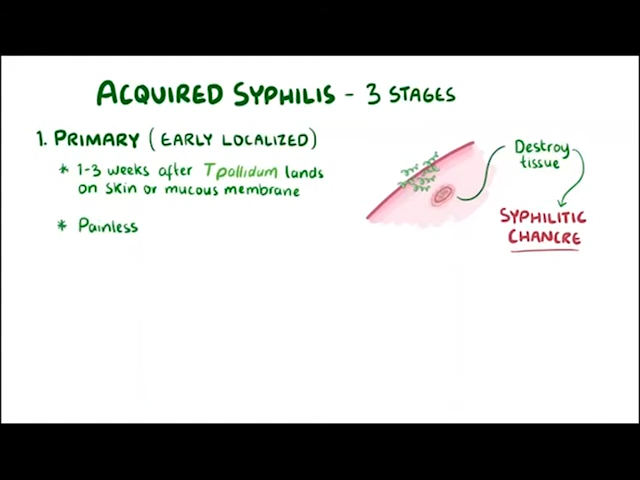 ACQUIRED SYPHILIS - 3 STAGES
1. PRIMARY (EARLY LOCALIZED)
* 1-3 weeks after T pallidum lands
on skin or mucous membrane
* Painless
Destroy
tissue
SYPHILITIC
CHANCRE